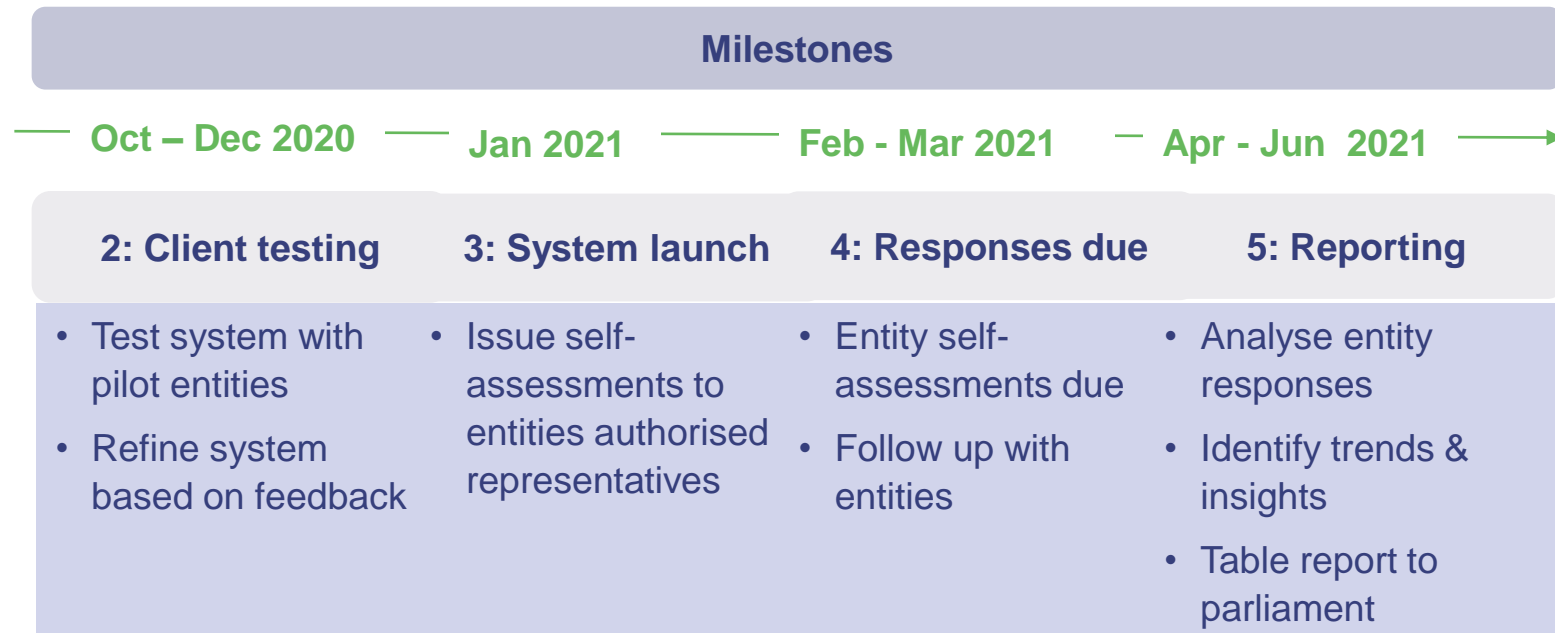 Milestones
Oct – Dec 2020
Jan 2021
Feb - Mar 2021
Apr - Jun  2021
2: Client testing
3: System launch
4: Responses due
5: Reporting
• Test system with
pilot entities
• Refine system
based on feedback
• Issue self-
assessments to
entities authorised
representatives
• Entity self-
assessments due
• Follow up with
entities
• Analyse entity
responses
• Identify trends &
insights
• Table report to
parliament